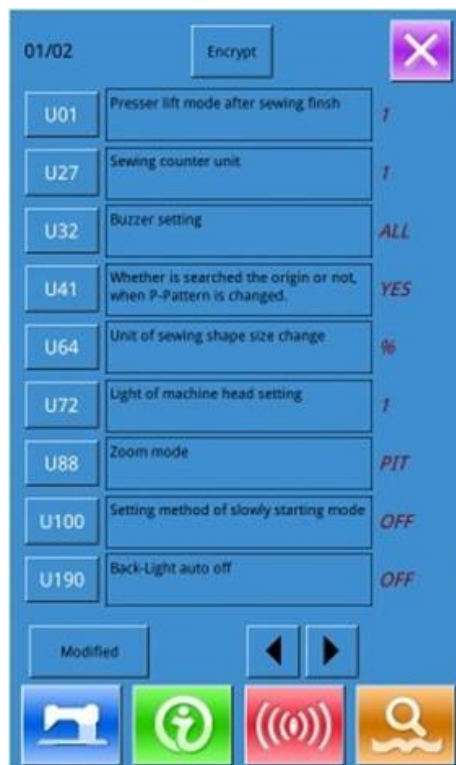 01/02
Encrypt
U01 Presser lift mode after sewing finsh 1
U27 Sewing counter unit 1
U32 Buzzer setting ALL
U41 Whether is searched the origin or not, YES
when P-Pattern is changed.
U64 Unit of sewing shape size change %
U72 Light of machine head setting 1
U88 Zoom mode PIT
U100 Setting method of slowly starting mode OFF
U190 Back-Light auto off OFF
Modified